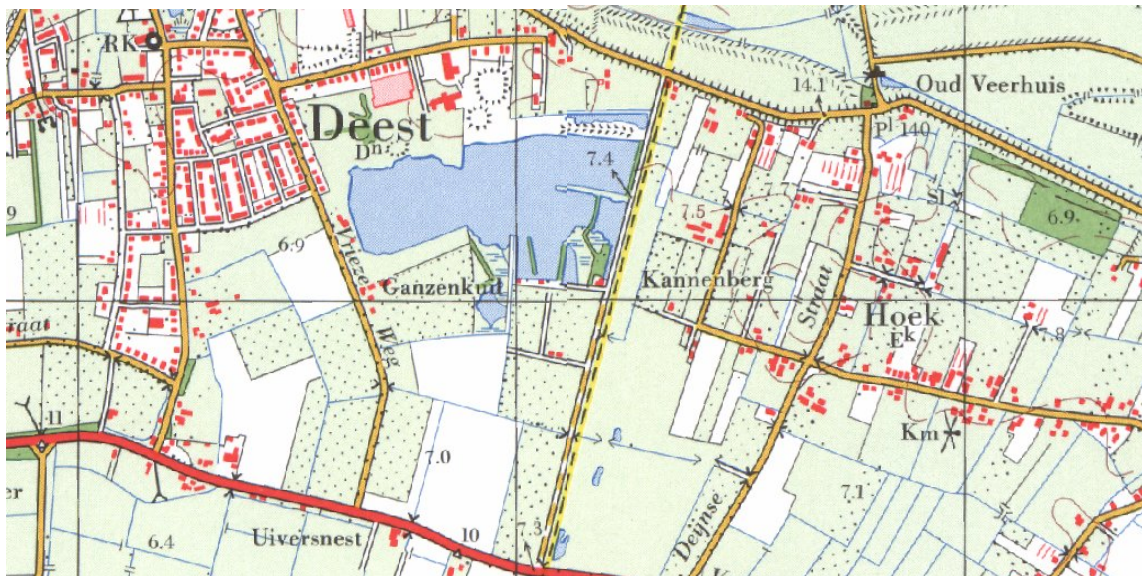 RK
14.1
Oud Veerhuis
Deest
Dn
Pl 140
7.4
Sl
9
7.5
6.9
6.9
Vrieze
Weg
Ganzenkuil
Kannenberg
Straat
Hoek
Ek
raat
8
11
Km
7.0
er
Deijnse
7.1
Uiversnest
10
7.3
6.4